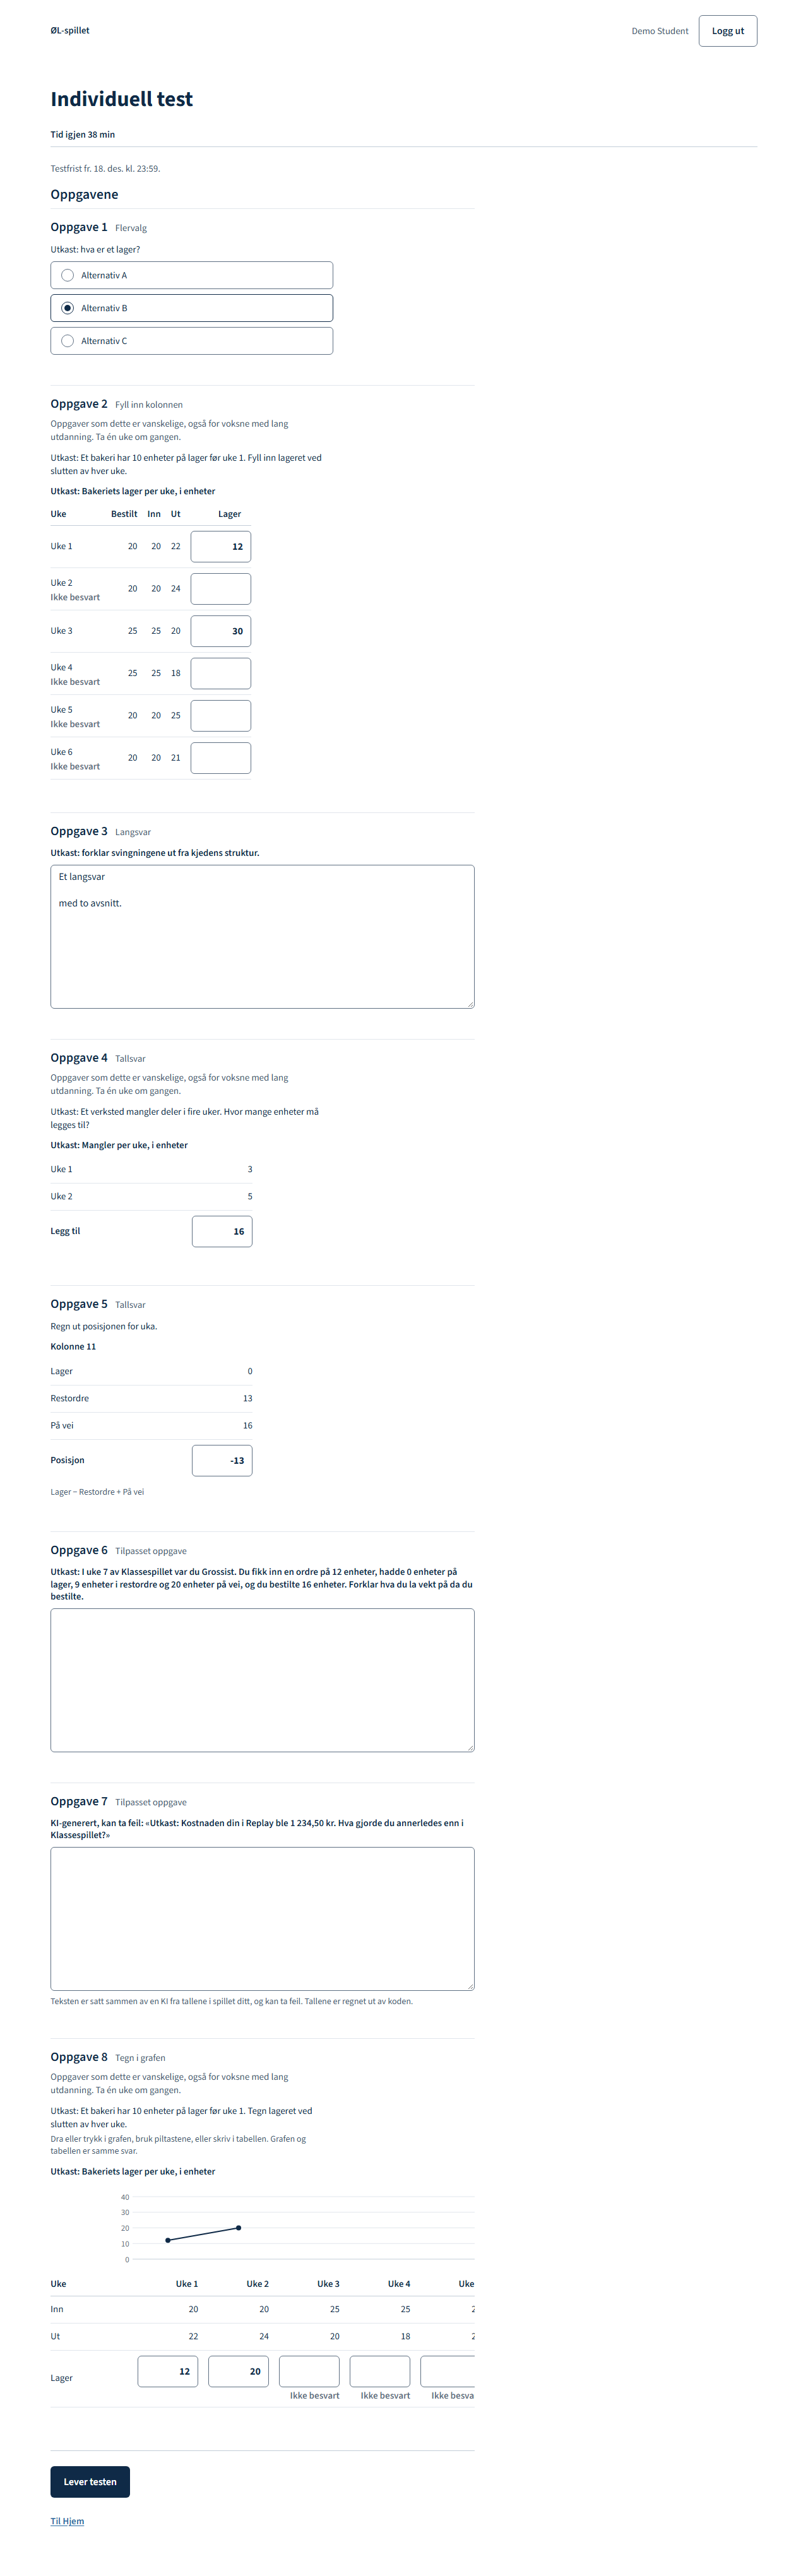 ØL-spillet
Demo Student
Logg ut
Individuell test
Tid igjen 38 min
Testfrist fr. 18. des. kl. 23:59.
Oppgavene
Oppgave 1 Flervalg
Utkast: hva er et lager?
Alternativ A
Alternativ B
Alternativ C
Oppgave 2 Fyll inn kolonnen
Oppgaver som dette er vanskelige, også for voksne med lang
utdanning. Ta én uke om gangen.
Utkast: Et bakeri har 10 enheter på lager før uke 1. Fyll inn lageret ved
slutten av hver uke.
Utkast: Bakeriets lager per uke, i enheter
Uke Bestilt Inn Ut Lager
Uke 1 20 20 22 12
Uke 2 20 20 24
Ikke besvart
Uke 3 25 25 20 30
Uke 4 25 25 18
Ikke besvart
Uke 5 20 20 25
Ikke besvart
Uke 6 20 20 21
Ikke besvart
Oppgave 3 Langsvar
Utkast: forklar svingningene ut fra kjedens struktur.
Et langsvar
med to avsnitt.
Oppgave 4 Tallsvar
Oppgaver som dette er vanskelige, også for voksne med lang
utdanning. Ta én uke om gangen.
Utkast: Et verksted mangler deler i fire uker. Hvor mange enheter må
legges til?
Utkast: Mangler per uke, i enheter
Uke 1 3
Uke 2 5
Legg til 16
Oppgave 5 Tallsvar
Regn ut posisjonen for uka.
Kolonne 11
Lager 0
Restordre 13
På vei 16
Posisjon -13
Lager − Restordre + På vei
Oppgave 6 Tilpasset oppgave
Utkast: I uke 7 av Klassespillet var du Grossist. Du fikk inn en ordre på 12 enheter, hadde 0 enheter på
lager, 9 enheter i restordre og 20 enheter på vei, og du bestilte 16 enheter. Forklar hva du la vekt på da du
bestilte.
Oppgave 7 Tilpasset oppgave
KI-generert, kan ta feil: «Utkast: Kostnaden din i Replay ble 1 234,50 kr. Hva gjorde du annerledes enn i
Klassespillet?»
Teksten er satt sammen av en KI fra tallene i spillet ditt, og kan ta feil. Tallene er regnet ut av koden.
Oppgave 8 Tegn i grafen
Oppgaver som dette er vanskelige, også for voksne med lang
utdanning. Ta én uke om gangen.
Utkast: Et bakeri har 10 enheter på lager før uke 1. Tegn lageret ved
slutten av hver uke.
Dra eller trykk i grafen, bruk piltastene, eller skriv i tabellen. Grafen og
tabellen er samme svar.
Utkast: Bakeriets lager per uke, i enheter
40
30
20
10
0
Uke Uke 1 Uke 2 Uke 3 Uke 4 Uke
Inn 20 20 25 25
Ut 22 24 20 18
Lager 12 20
Ikke besvart Ikke besvart Ikke besva
Lever testen
Til Hjem